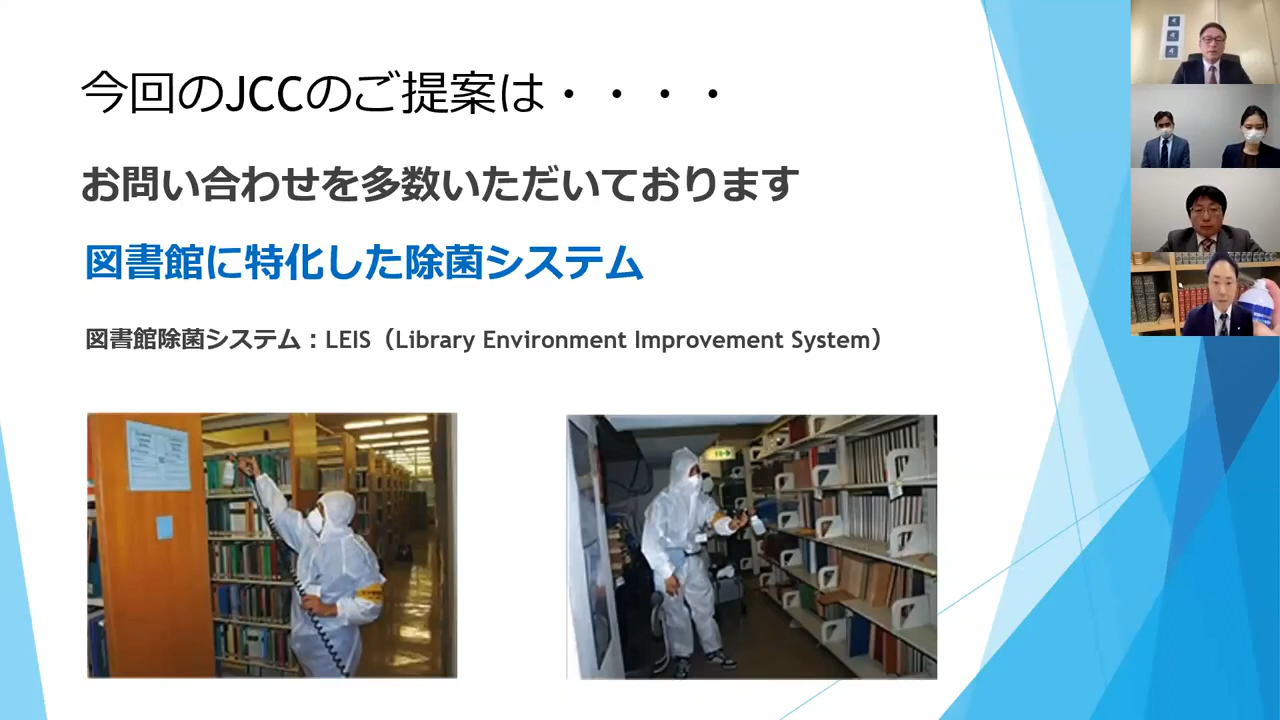 今回のJCCのご提案は・・・・
お問い合わせを多数いただいております
図書館に特化した除菌システム
図書館除菌システム：LEIS（Library Environment Improvement System）